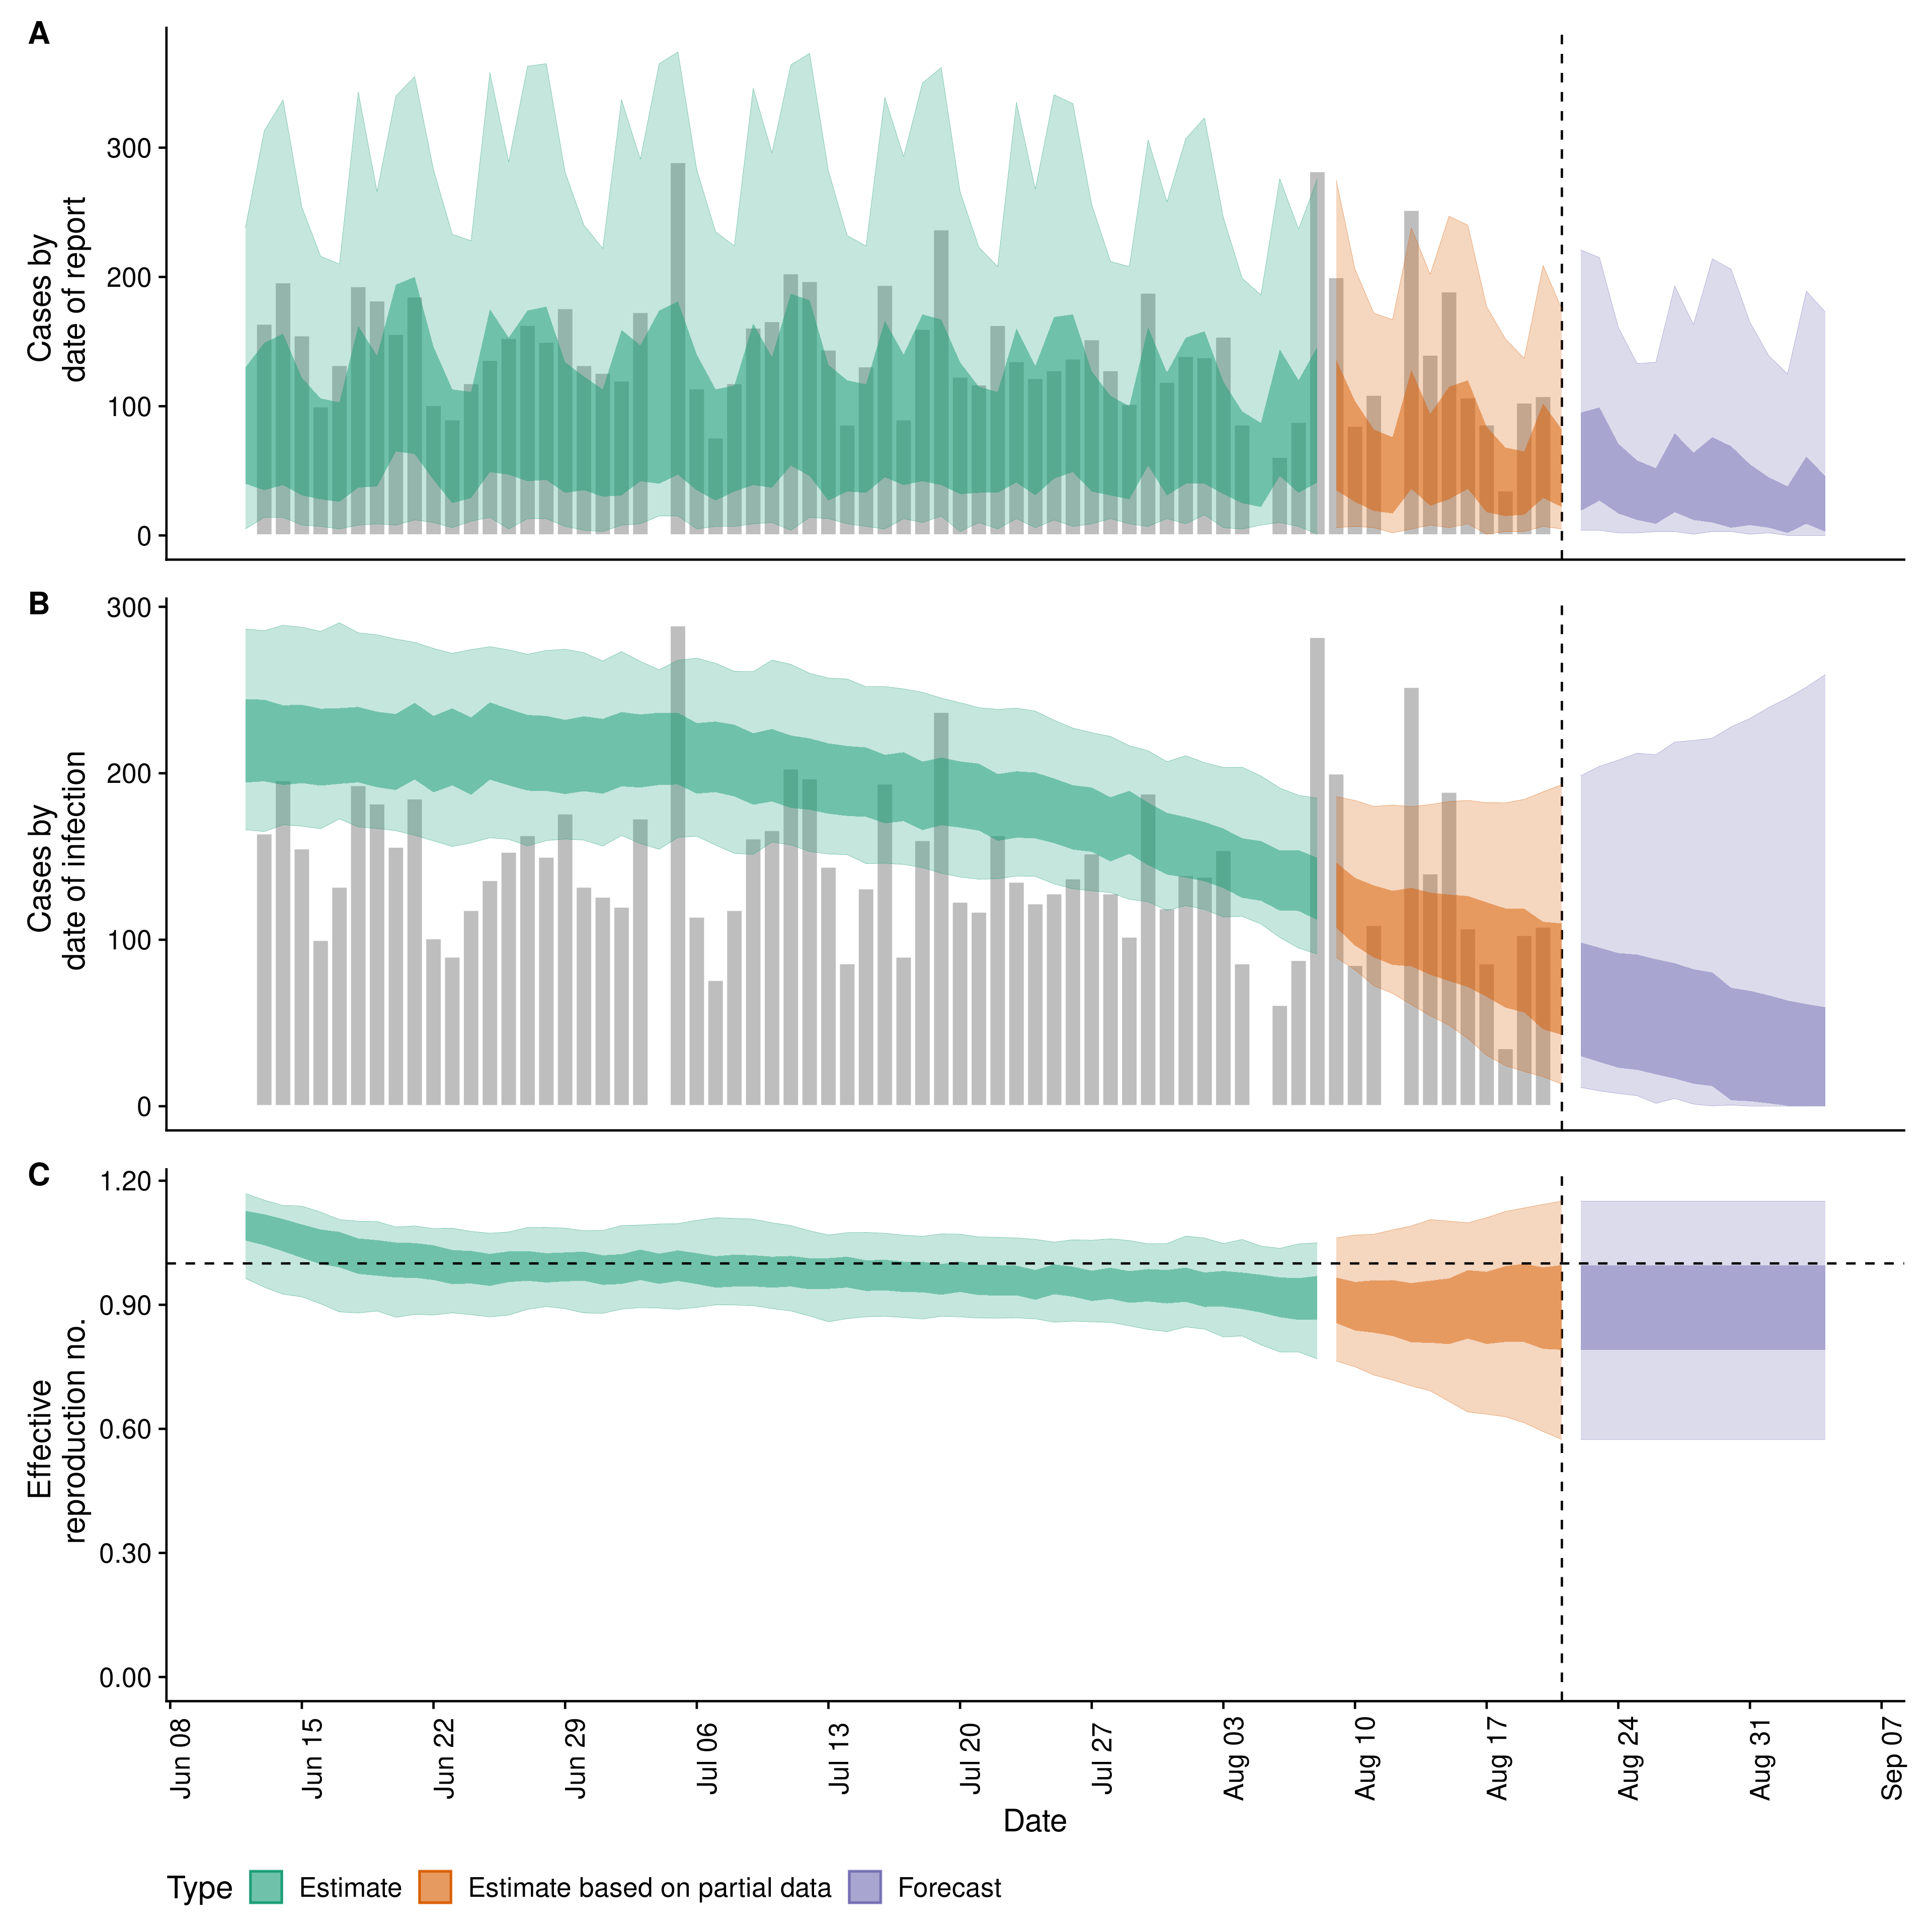 A
Cases by
date of report
300
200
100
0
B
Cases by
date of infection
300
200
100
0
C
Effective
reproduction no.
1.20
0.90
0.60
0.30
0.00
Jun 08
Jun 15
Jun 22
Jun 29
Jul 06
Jul 13
Jul 20
Jul 27
Aug 03
Aug 10
Aug 17
Aug 24
Aug 31
Sep 07
Date
Type Estimate Estimate based on partial data Forecast